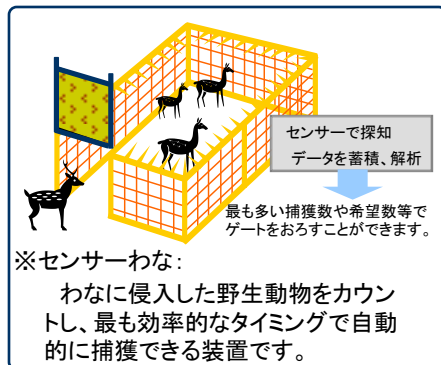 センサーで探知
データを蓄積、解析
最も多い捕獲数や希望数等で
ゲートをおろすことができます。
※センサーわな:
わなに侵入した野生動物をカウン
トし、最も効率的なタイミングで自動
的に捕獲できる装置です。